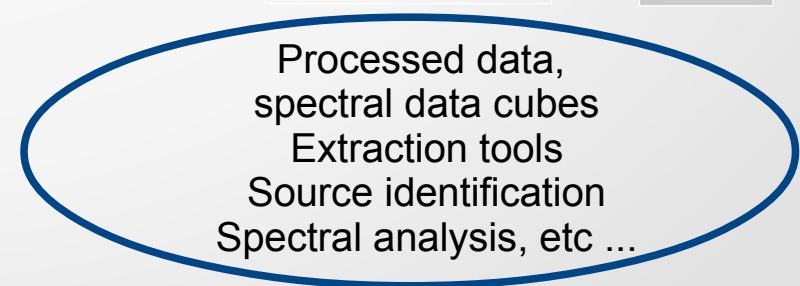 Processed data,
spectral data cubes
Extraction tools
Source identification
Spectral analysis, etc ...